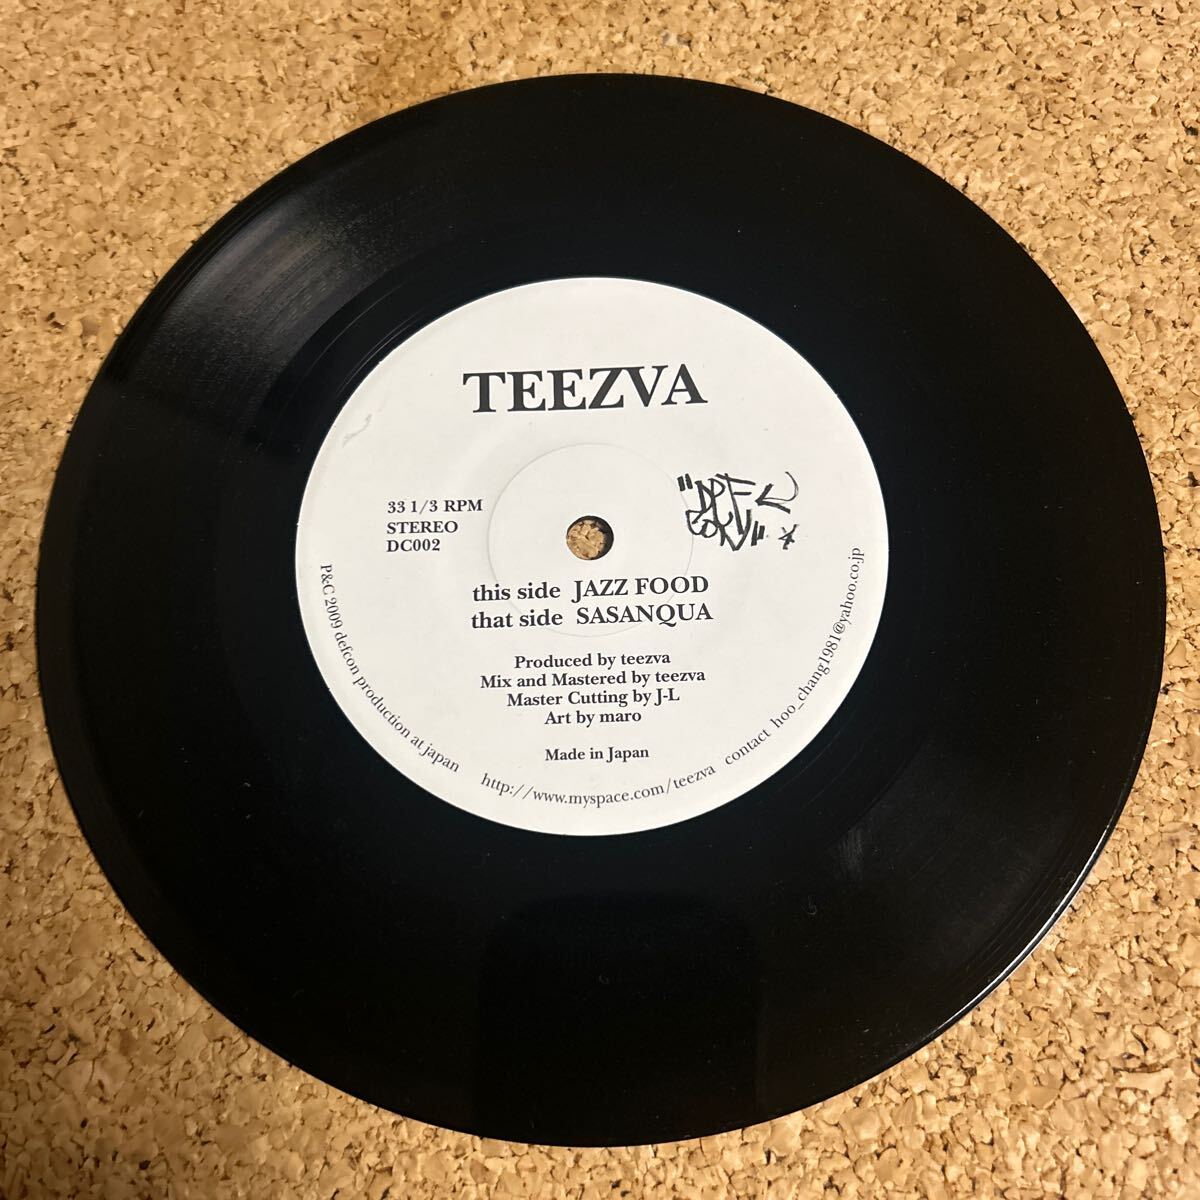 TEEZVA
33 1/3 RPM
STEREO
DC002
this side JAZZ FOOD
that side SASANQUA
Produced by teezva
Mix and Mastered by teezva
Master Cutting by J-L
Art by maro
Made in Japan
P&C 2009 defcon production at japan
http://www.myspace.com/teezva
contact hoo_chang1981@yahoo.co.jp